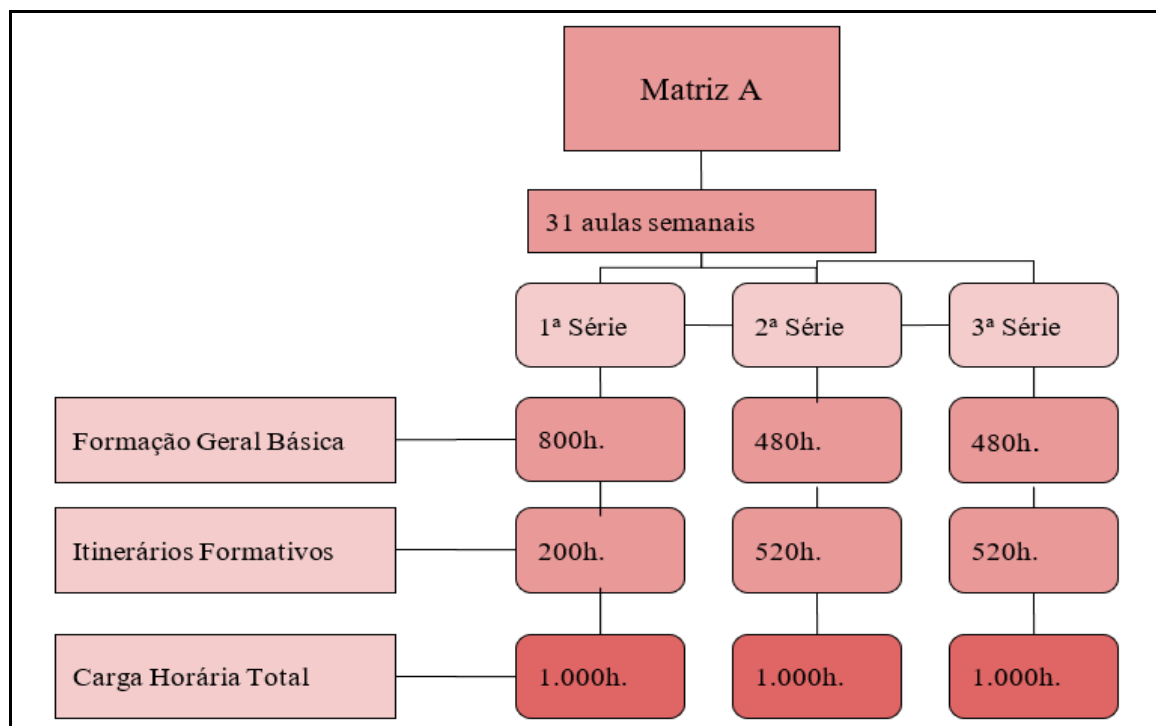 Matriz A
31 aulas semanais
1ª Série
2ª Série
3ª Série
Formação Geral Básica
800h.
480h.
480h.
Itinerários Formativos
200h.
520h.
520h.
Carga Horária Total
1.000h.
1.000h.
1.000h.